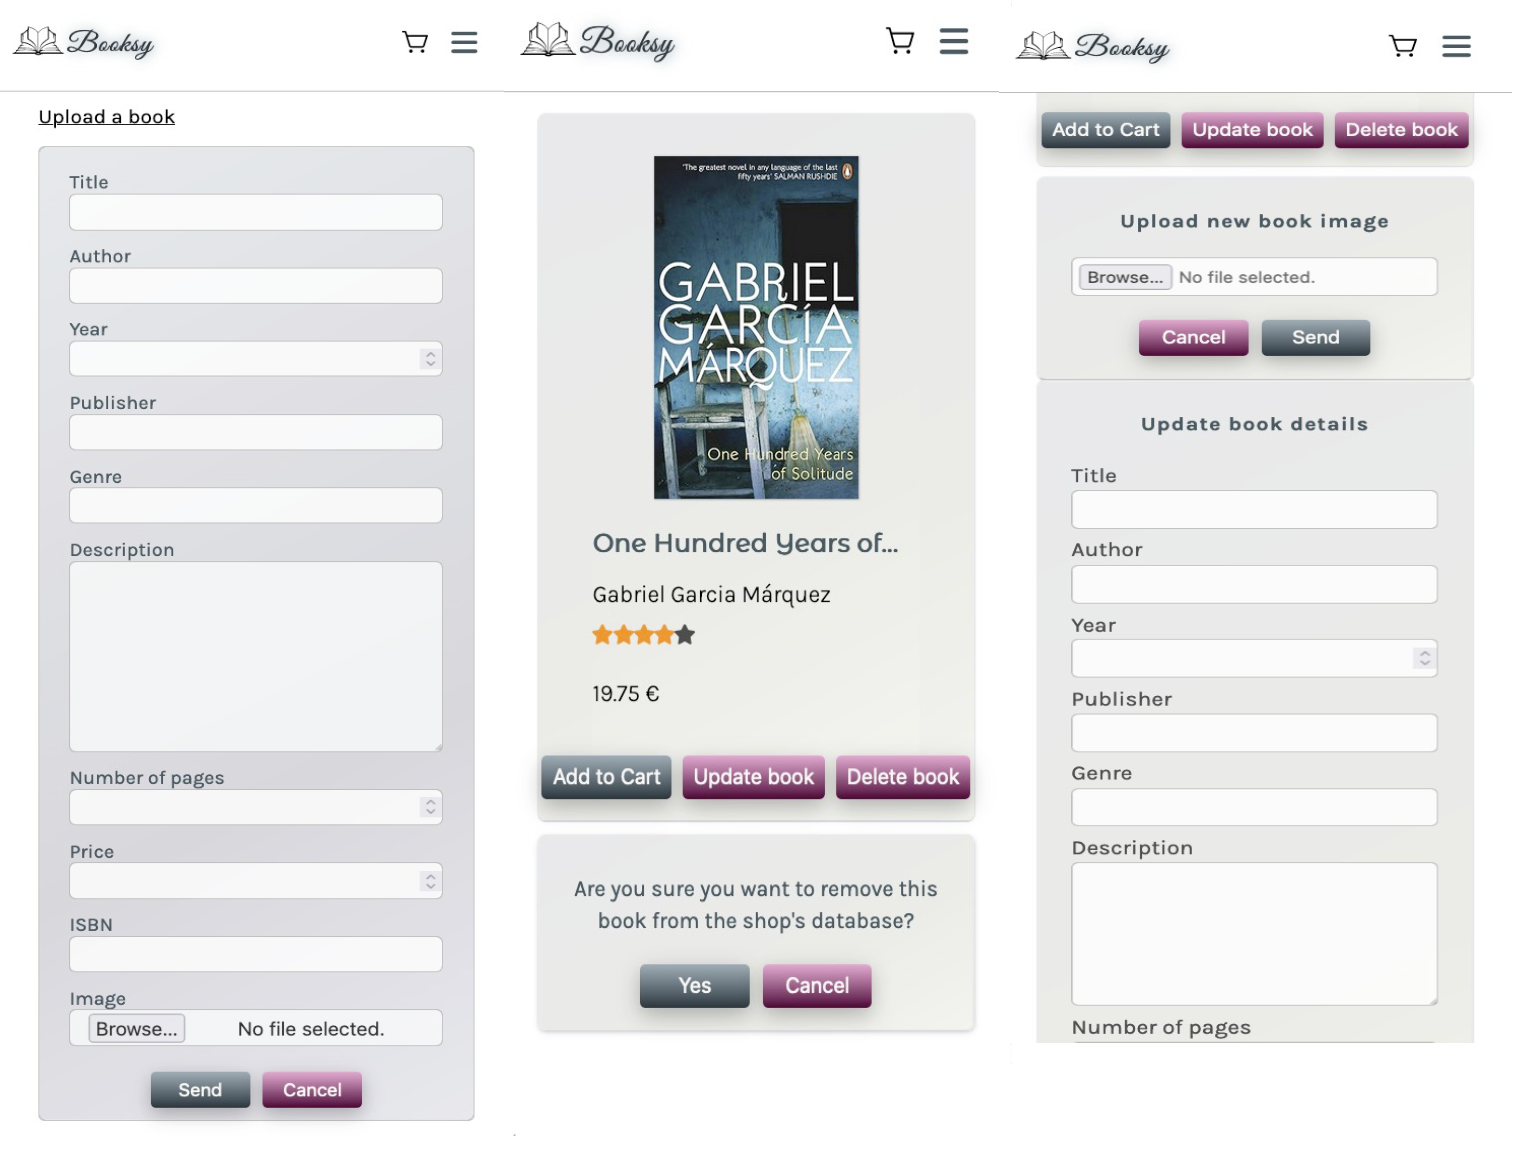 Booksy
Upload a book
Title
Author
Year
Publisher
Genre
Description
Number of pages
Price
ISBN
Image
Browse... No file selected.
Send Cancel
Booksy
'The greatest novel in any language of the last
fifty years' SALMAN RUSHDIE
GABRIEL
GARCÍA
MÁRQUEZ
One Hundred Years
of Solitude
One Hundred Years of...
Gabriel Garcia Márquez
19.75 €
Add to Cart Update book Delete book
Are you sure you want to remove this
book from the shop's database?
Yes Cancel
Booksy
Add to Cart Update book Delete book
Upload new book image
Browse... No file selected.
Cancel Send
Update book details
Title
Author
Year
Publisher
Genre
Description
Number of pages